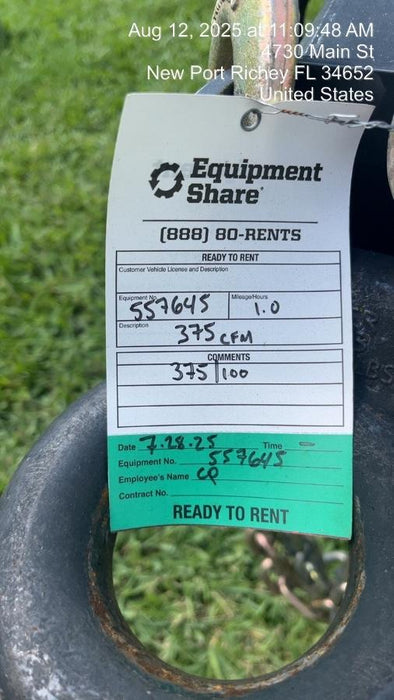 Aug 12, 2025 at 11:09:48 AM
4730 Main St
New Port Richey FL 34652
United States
Equipment
Share
(888) 80-RENTS
READY TO RENT
Customer Vehicle License and Description
Equipment No. Mileage/Hours
557645 1.0
Description
375 CFM
COMMENTS
375 | 100
Date 7.28.25 Time —
Equipment No. 557645
Employee's Name CP
Contract No.
READY TO RENT